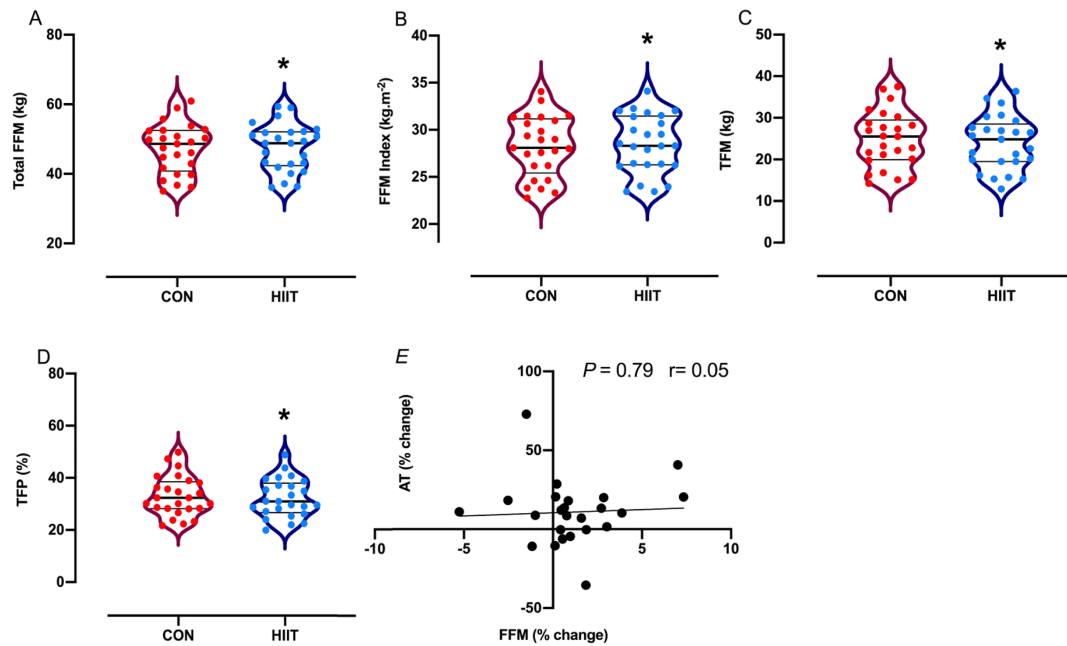 A
Total FFM (kg)
80
60
40
20
*
CON
HIIT
B
FFM Index (kg.m-2)
40
35
30
25
20
*
CON
HIIT
C
TFM (kg)
50
40
30
20
10
0
*
CON
HIIT
D
TFP (%)
80
60
40
20
0
*
CON
HIIT
E
P = 0.79 r= 0.05
AT (% change)
100
50
-50
-10
-5
5
10
FFM (% change)